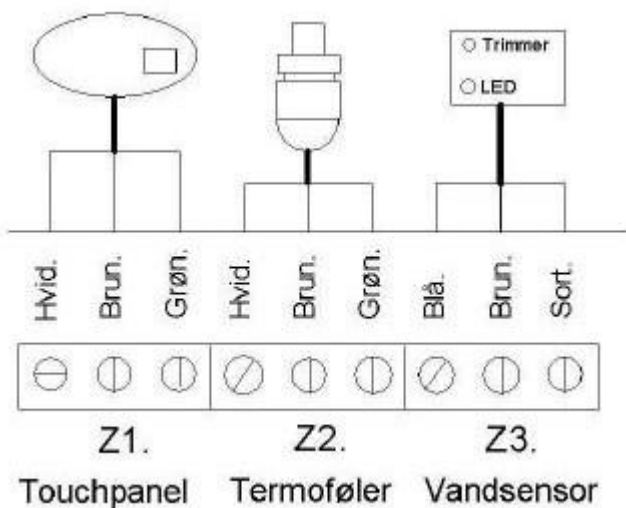 Trimmer
LED
Hvid.
Brun.
Grøn.
Hvid.
Brun.
Grøn.
Blå.
Brun.
Sort.
Z1.
Z2.
Z3.
Touchpanel
Termoføler
Vandsensor